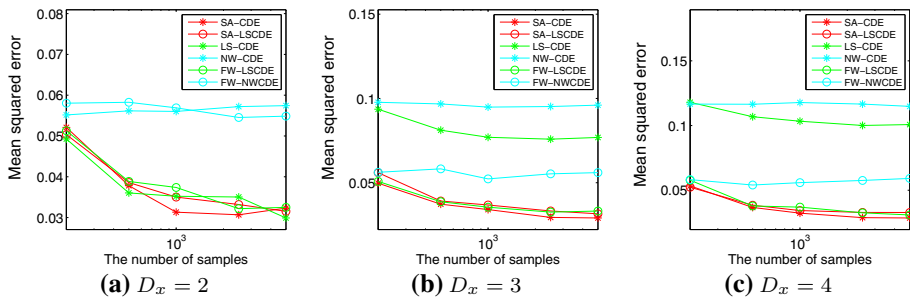 0.08
0.07
0.06
0.05
0.04
0.03
Mean squared error
SA−CDE
SA−LSCDE
LS−CDE
NW−CDE
FW−LSCDE
FW−NWCDE
10^3
The number of samples
(a) D_x = 2
0.15
0.1
0.05
Mean squared error
SA−CDE
SA−LSCDE
LS−CDE
NW−CDE
FW−LSCDE
FW−NWCDE
10^3
The number of samples
(b) D_x = 3
0.15
0.1
0.05
Mean squared error
SA−CDE
SA−LSCDE
LS−CDE
NW−CDE
FW−LSCDE
FW−NWCDE
10^3
The number of samples
(c) D_x = 4